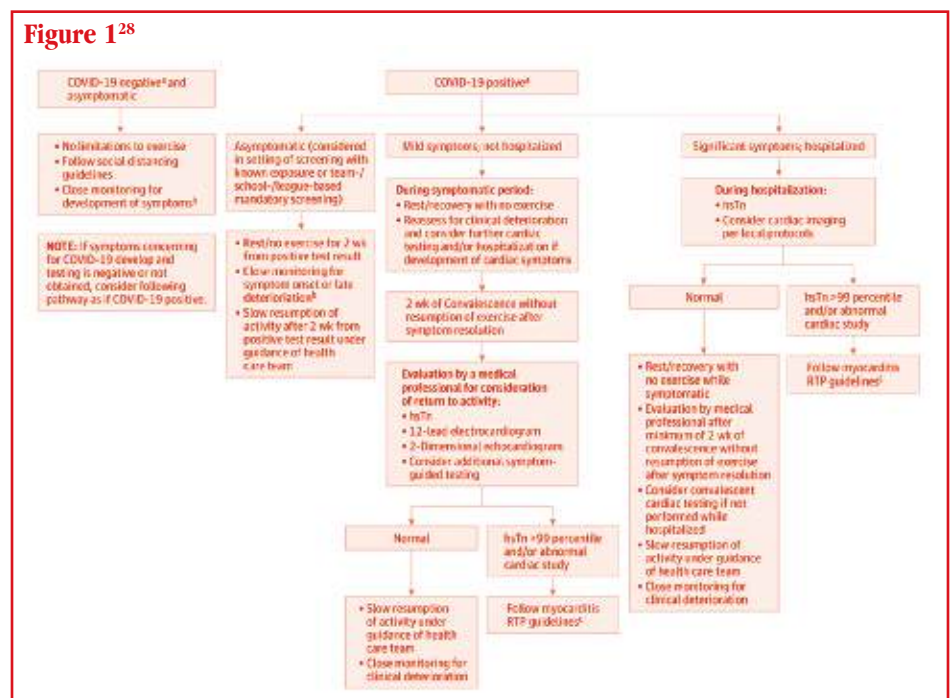 Figure 1²⁸
COVID-19 negativeᵃ and
asymptomatic
• No limitations to exercise
• Follow social distancing
guidelines
• Close monitoring for
development of symptomsᵇ
NOTE: If symptoms concerning
for COVID-19 develop and
testing is negative or not
obtained, consider following
pathway as if COVID-19 positive.
COVID-19 positiveᵃ
Asymptomatic (considered
in setting of screening with
known exposure or team-/
school-/league-based
mandatory screening)
• Rest/no exercise for 2 wk
from positive test result
• Close monitoring for
symptom onset or late
deteriorationᵇ
• Slow resumption of
activity after 2 wk from
positive test result under
guidance of health
care team
Mild symptoms, not hospitalized
During symptomatic period:
• Rest/recovery with no exercise
• Reassess for clinical deterioration
and consider further cardiac
testing and/or hospitalization if
development of cardiac symptoms
2 wk of Convalescence without
resumption of exercise after
symptom resolution
Evaluation by a medical
professional for consideration
of return to activity:
• hsTn
• 12-lead electrocardiogram
• 2-Dimensional echocardiogram
• Consider additional symptom-
guided testing
Normal
• Slow resumption
of activity under
guidance of health
care team
• Close monitoring for
clinical deterioration
hsTn >99 percentile
and/or abnormal
cardiac study
Follow myocarditis
RTP guidelinesᶜ
Significant symptoms, hospitalized
During hospitalization:
• hsTn
• Consider cardiac imaging
per local protocols
Normal
• Rest/recovery with
no exercise while
symptomatic
• Evaluation by medical
professional after
minimum of 2 wk of
convalescence without
resumption of exercise
after symptom resolution
• Consider convalescent
cardiac testing if not
performed while
hospitalized
• Slow resumption of
activity under guidance
of health care team
• Close monitoring for
clinical deterioration
hsTn >99 percentile
and/or abnormal
cardiac study
Follow myocarditis
RTP guidelinesᶜ